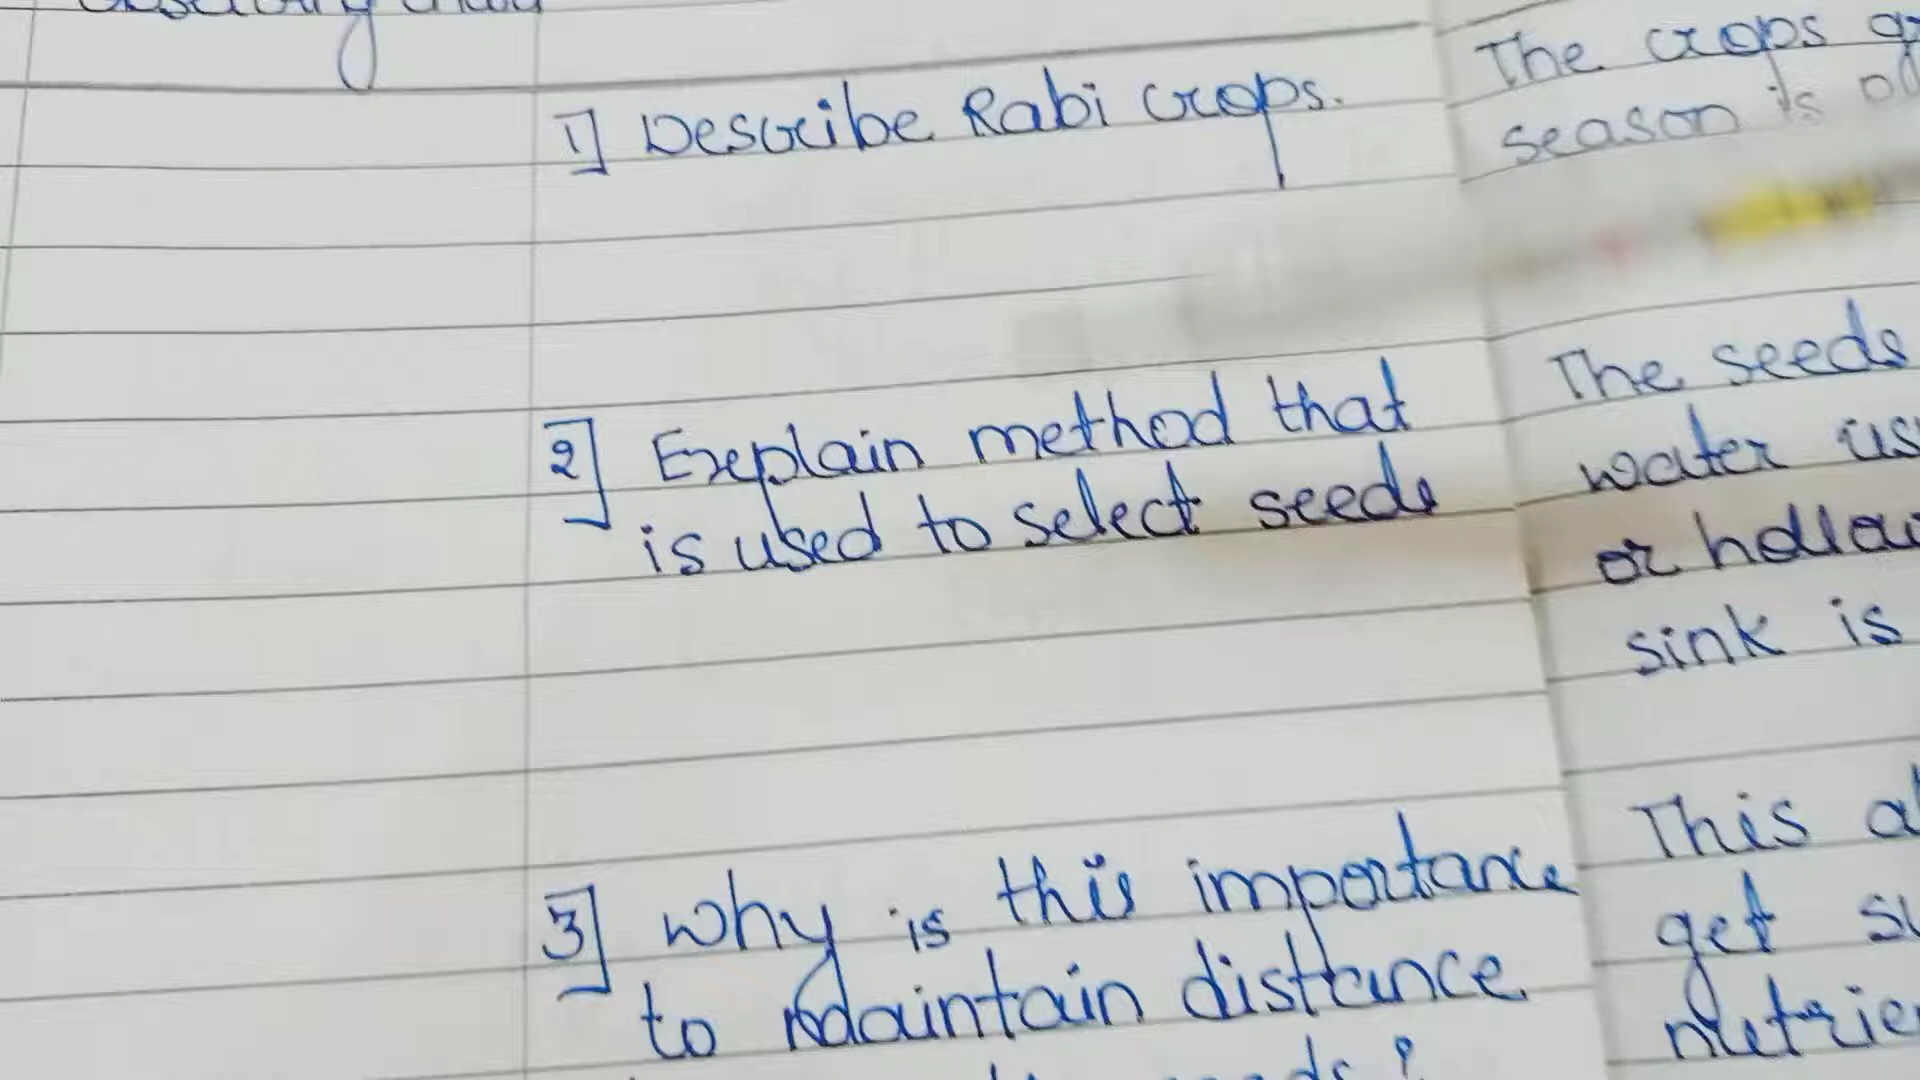 1] Describe Rabi crops.
2] Explain method that
is used to select seeds
3] why is this importance
to Maintain distance
The crops
season is
The seeds
water
or
sink is
This
get